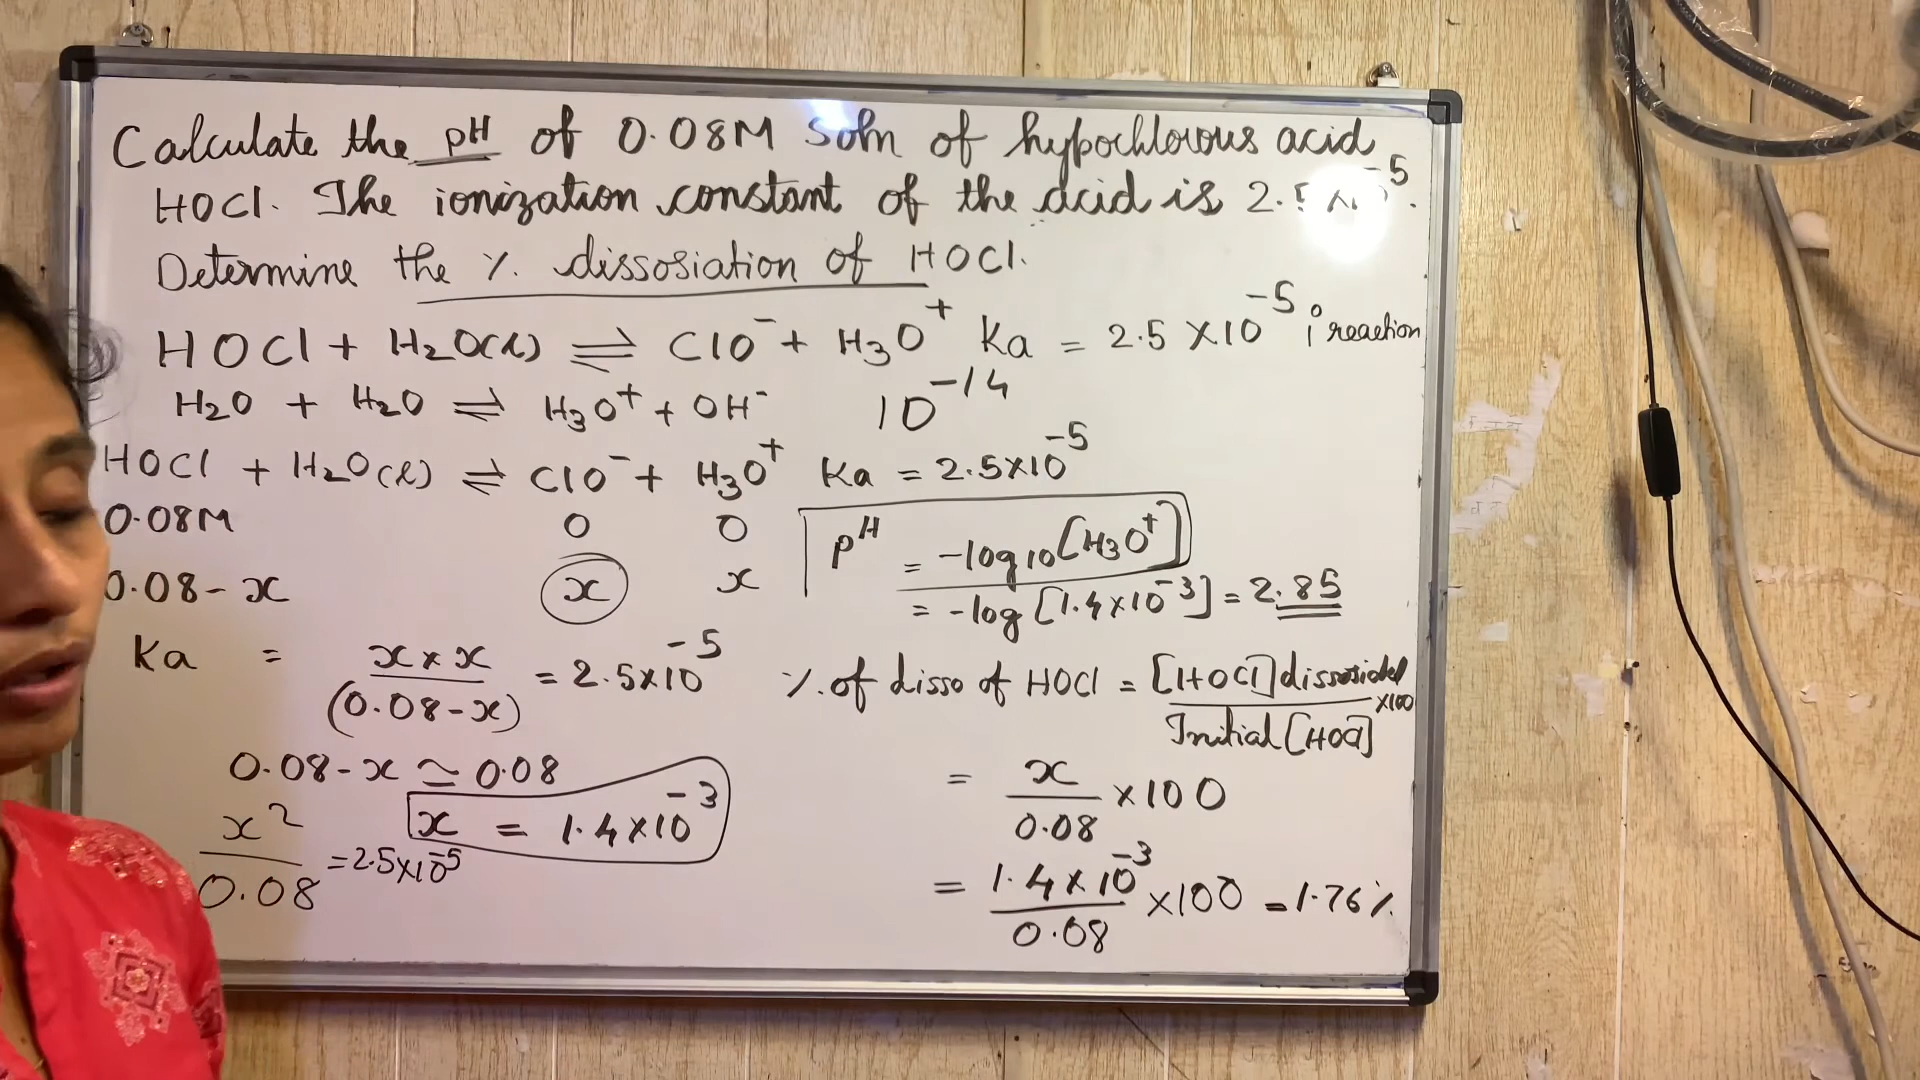 Calculate the pH of 0.08M soln of hypochlorous acid
HOCl. The ionization constant of the acid is 2.5 × 10⁻⁵.
Determine the %. dissosiation of HOCl.
HOCl + H₂O(l) ⇌ ClO⁻ + H₃O⁺ Ka = 2.5 × 10⁻⁵ i reaction
H₂O + H₂O ⇌ H₃O⁺ + OH⁻ 10⁻¹⁴
HOCl + H₂O(l) ⇌ ClO⁻ + H₃O⁺ Ka = 2.5×10⁻⁵
0.08M 0 0
0.08-x x x
Ka = x × x / (0.08-x) = 2.5×10⁻⁵
0.08-x ≃ 0.08
x² / 0.08 = 2.5×10⁻⁵
x = 1.4×10⁻³
pᴴ = -log10[H₃O⁺]
= -log[1.4×10⁻³] = 2.85
%. of disso of HOCl = [HOCl] / Initial [HOCl] ×100
= x / 0.08 ×100
= 1.4×10⁻³ / 0.08 ×100 = 1.76%